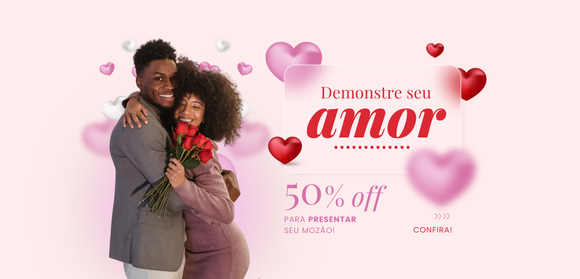 Demonstre seu
amor
50% off
PARA PRESENTAR
SEU MOZÃO!
CONFIRA!